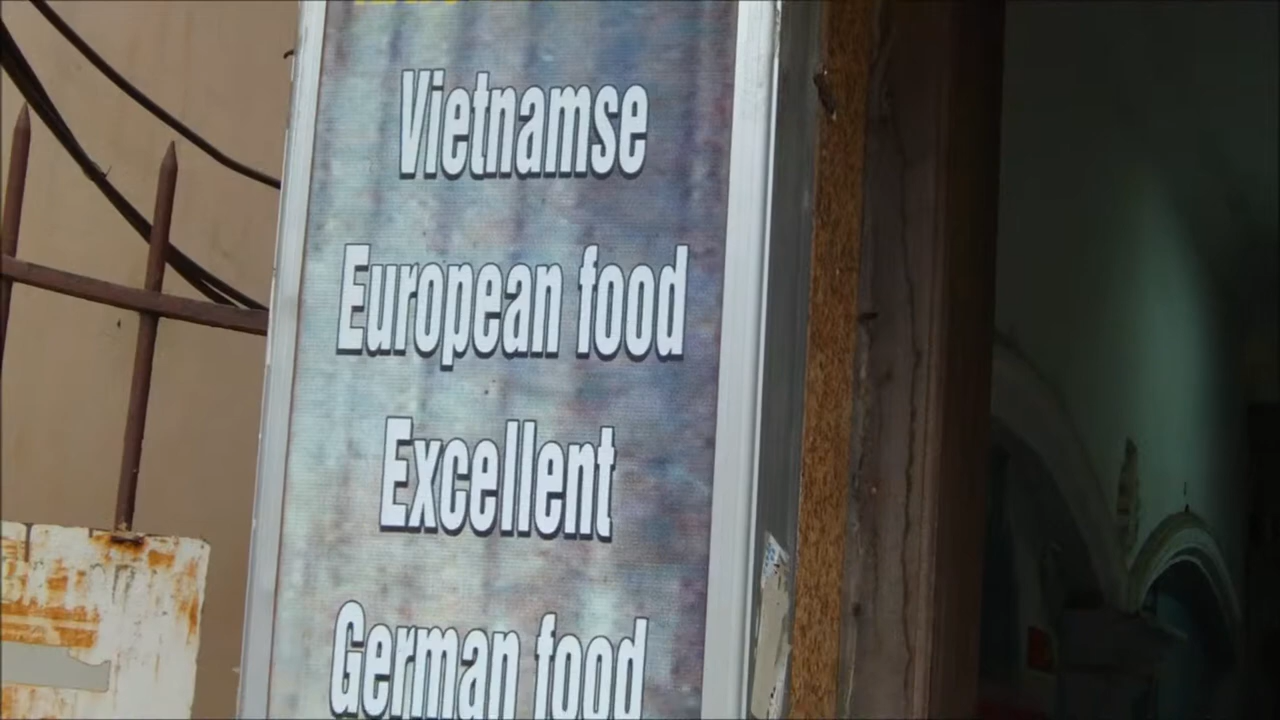 Vietnamse
European food
Excellent
German food